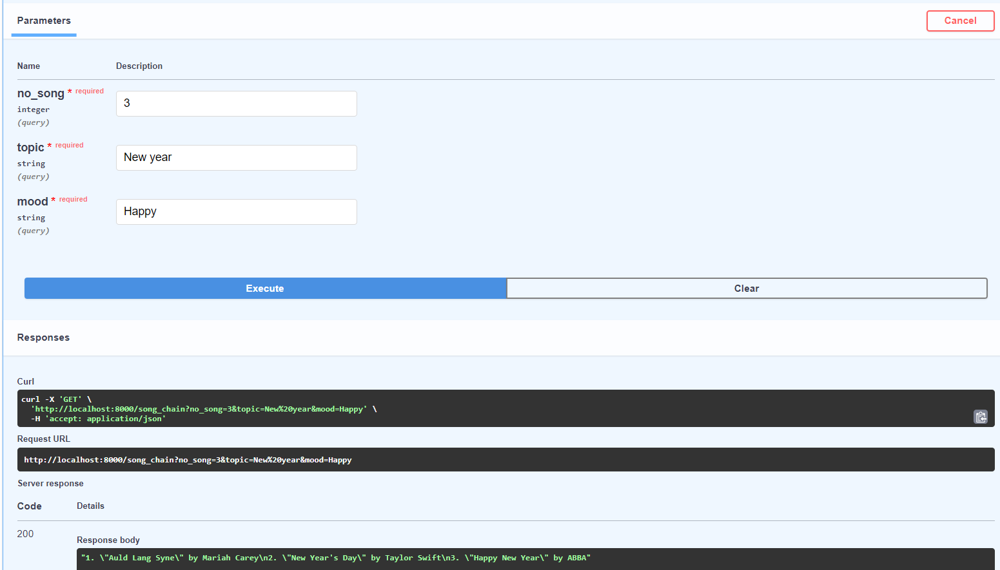 Parameters
Cancel
Name Description
no_song * required
3
integer
(query)
topic * required
New year
string
(query)
mood * required
Happy
string
(query)
Execute Clear
Responses
Curl
curl -X 'GET' \
'http://localhost:8000/song_chain?no_song=3&topic=New%20year&mood=Happy' \
-H 'accept: application/json'
Request URL
http://localhost:8000/song_chain?no_song=3&topic=New%20year&mood=Happy
Server response
Code Details
200
Response body
"1. \"Auld Lang Syne\" by Mariah Carey\n2. \"New Year's Day\" by Taylor Swift\n3. \"Happy New Year\" by ABBA"